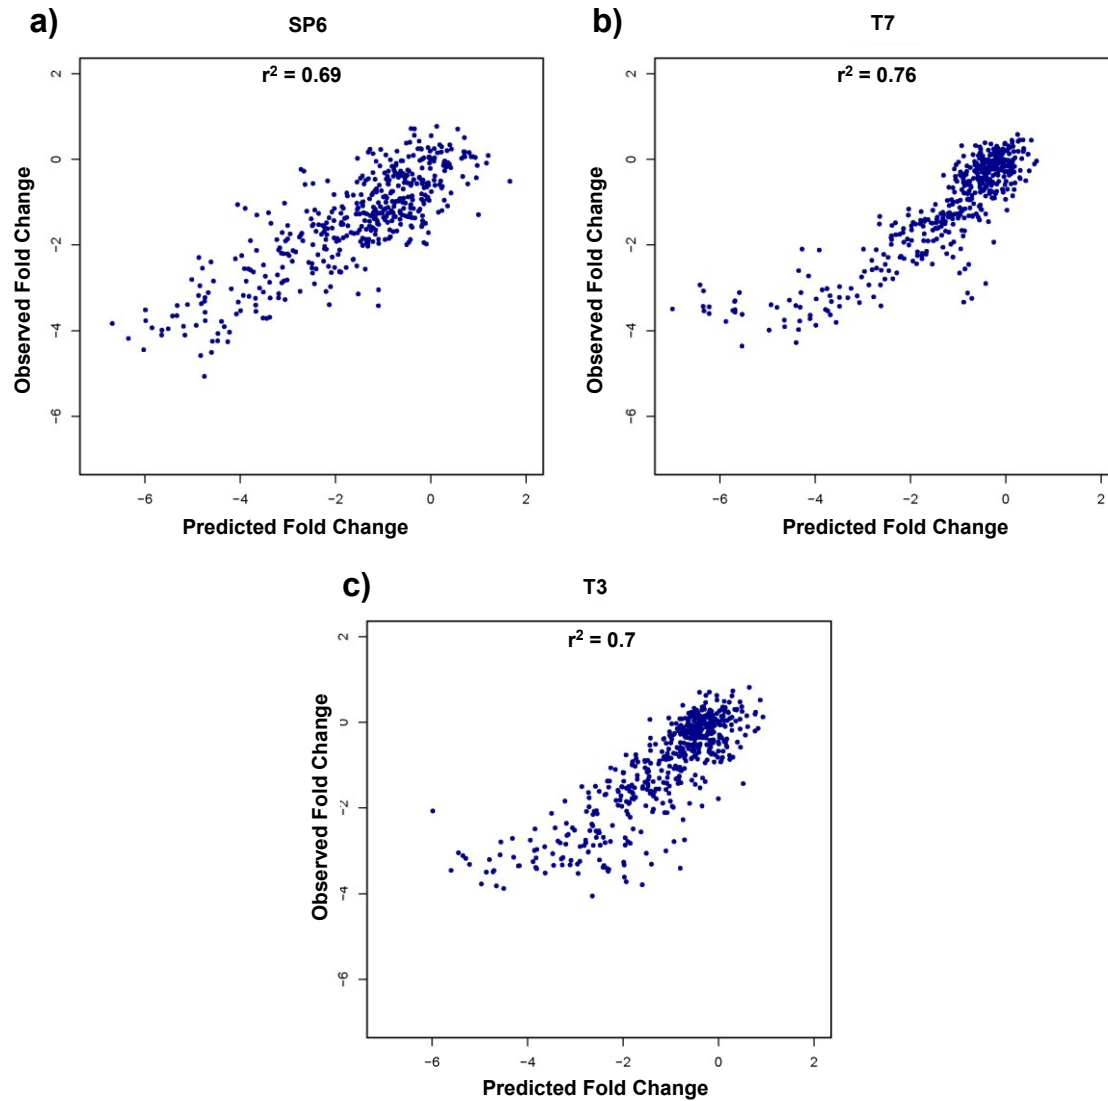 a)
SP6
r² = 0.69
2
0
−2
−4
−6
Observed Fold Change
−6 −4 −2 0 2
Predicted Fold Change
b)
T7
r² = 0.76
2
0
−2
−4
−6
Observed Fold Change
−6 −4 −2 0 2
Predicted Fold Change
c)
T3
r² = 0.7
2
0
−2
−4
−6
Observed Fold Change
−6 −4 −2 0 2
Predicted Fold Change